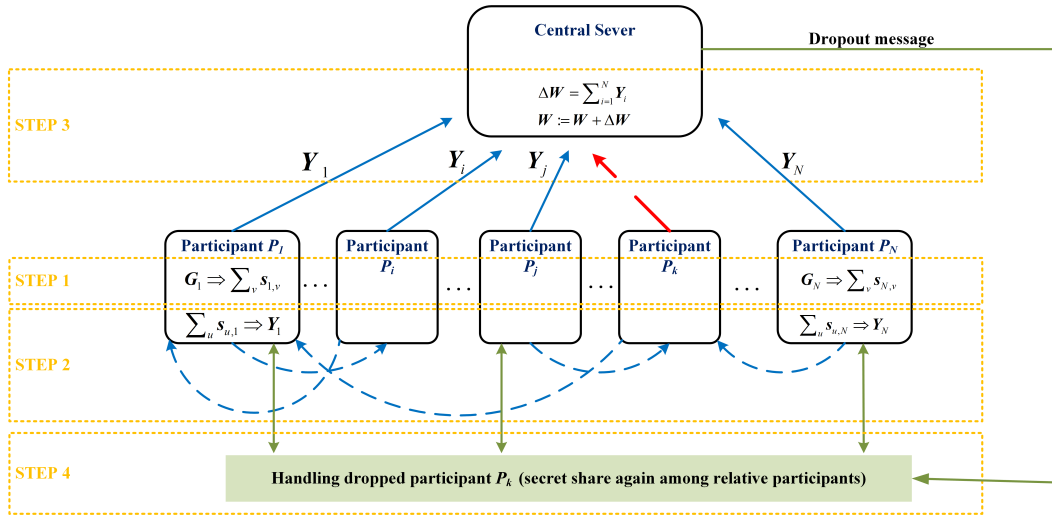 Central Sever
Dropout message
ΔW = ∑_{i=1}^{N} Y_i
W := W + ΔW
STEP 3
Y_1
Y_i
Y_j
Y_N
Participant P_1
Participant
P_i
Participant
P_j
Participant
P_k
Participant P_N
STEP 1
G_1 ⇒ ∑_v s_{1,v}
...
...
...
...
G_N ⇒ ∑_v s_{N,v}
∑_u s_{u,1} ⇒ Y_1
∑_u s_{u,N} ⇒ Y_N
STEP 2
STEP 4
Handling dropped participant P_k (secret share again among relative participants)